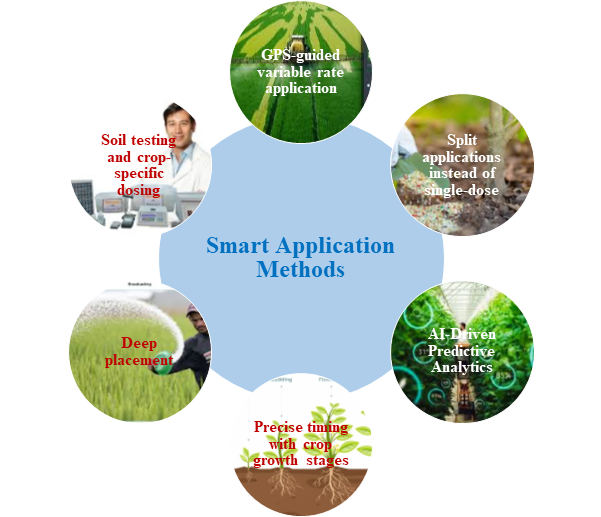 GPS-guided
variable rate
application
Soil testing
and crop-
specific
dosing
Split
applications
instead of
single-dose
Smart Application
Methods
Broadcasting
Deep
placement
AI-Driven
Predictive
Analytics
Precise timing
with crop
growth stages